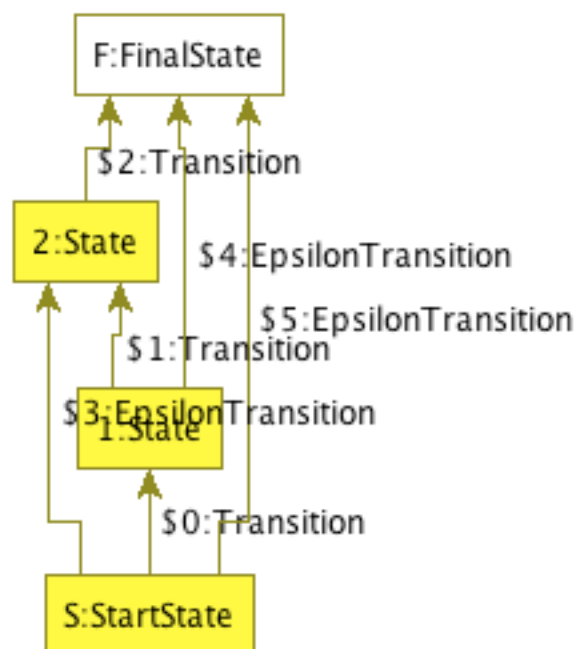 F:FinalState
$2:Transition
2:State
$4:EpsilonTransition
$5:EpsilonTransition
$1:Transition
$3:EpsilonTransition
1:State
$0:Transition
S:StartState